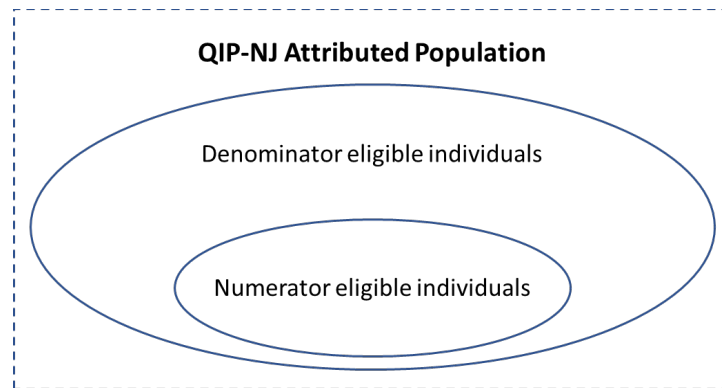 QIP-NJ Attributed Population
Denominator eligible individuals
Numerator eligible individuals